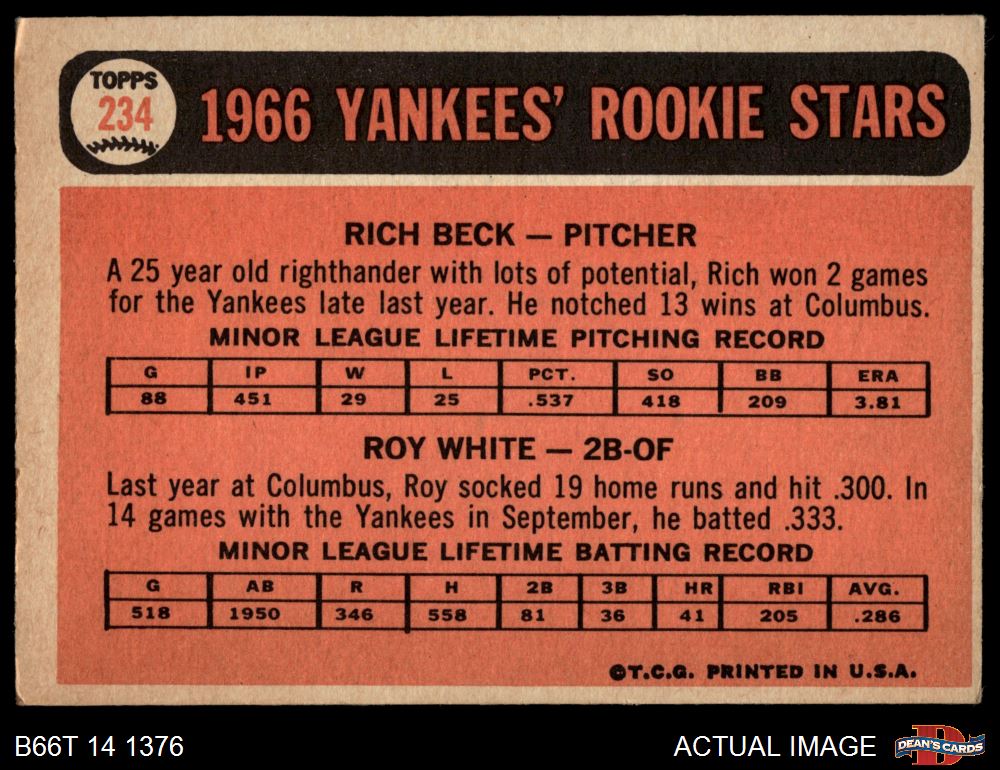 TOPPS
234
1966 YANKEES' ROOKIE STARS
RICH BECK — PITCHER
A 25 year old righthander with lots of potential, Rich won 2 games
for the Yankees late last year. He notched 13 wins at Columbus.
MINOR LEAGUE LIFETIME PITCHING RECORD
G IP W L PCT. SO BB ERA
88 451 29 25 .537 418 209 3.81
ROY WHITE — 2B-OF
Last year at Columbus, Roy socked 19 home runs and hit .300. In
14 games with the Yankees in September, he batted .333.
MINOR LEAGUE LIFETIME BATTING RECORD
G AB R H 2B 3B HR RBI AVG.
518 1950 346 558 81 36 41 205 .286
©T.C.G. PRINTED IN U.S.A.
B66T 14 1376
ACTUAL IMAGE
D
DEAN'S CARDS